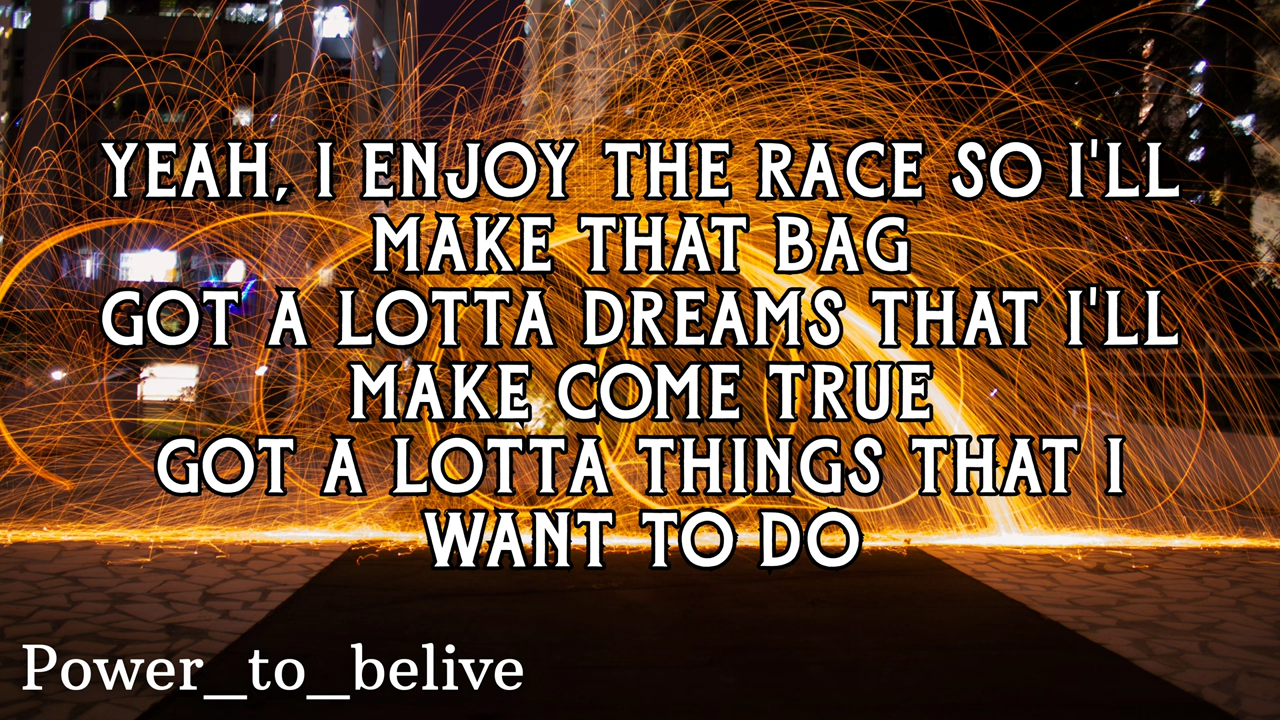 YEAH, I ENJOY THE RACE SO I'LL
MAKE THAT BAG
GOT A LOTTA DREAMS THAT I'LL
MAKE COME TRUE
GOT A LOTTA THINGS THAT I
WANT TO DO
Power_to_belive